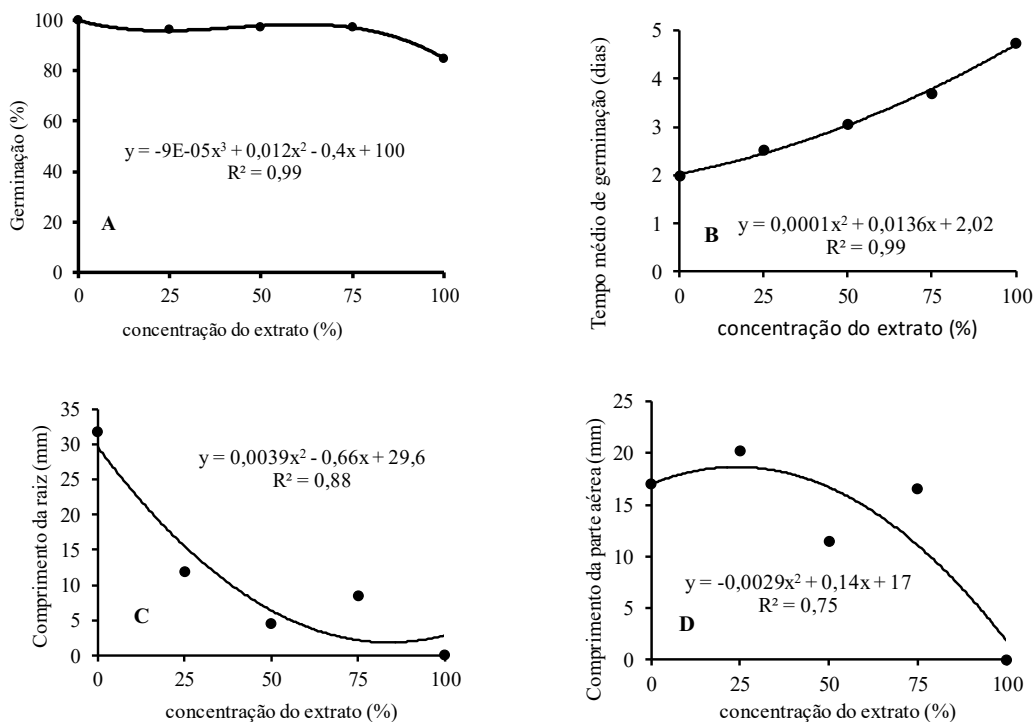 Germinação (%)
100
80
60
40
20
0
y = -9E-05x³ + 0,012x² - 0,4x + 100
R² = 0,99
A
0 25 50 75 100
concentração do extrato (%)
Tempo médio de germinação (dias)
5
4
3
2
1
0
B
y = 0,0001x² + 0,0136x + 2,02
R² = 0,99
0 25 50 75 100
concentração do extrato (%)
Comprimento da raiz (mm)
35
30
25
20
15
10
5
0
y = 0,0039x² - 0,66x + 29,6
R² = 0,88
C
0 25 50 75 100
concentração do extrato (%)
Comprimento da parte aérea (mm)
25
20
15
10
5
0
y = -0,0029x² + 0,14x + 17
R² = 0,75
D
0 25 50 75 100
concentração do extrato (%)